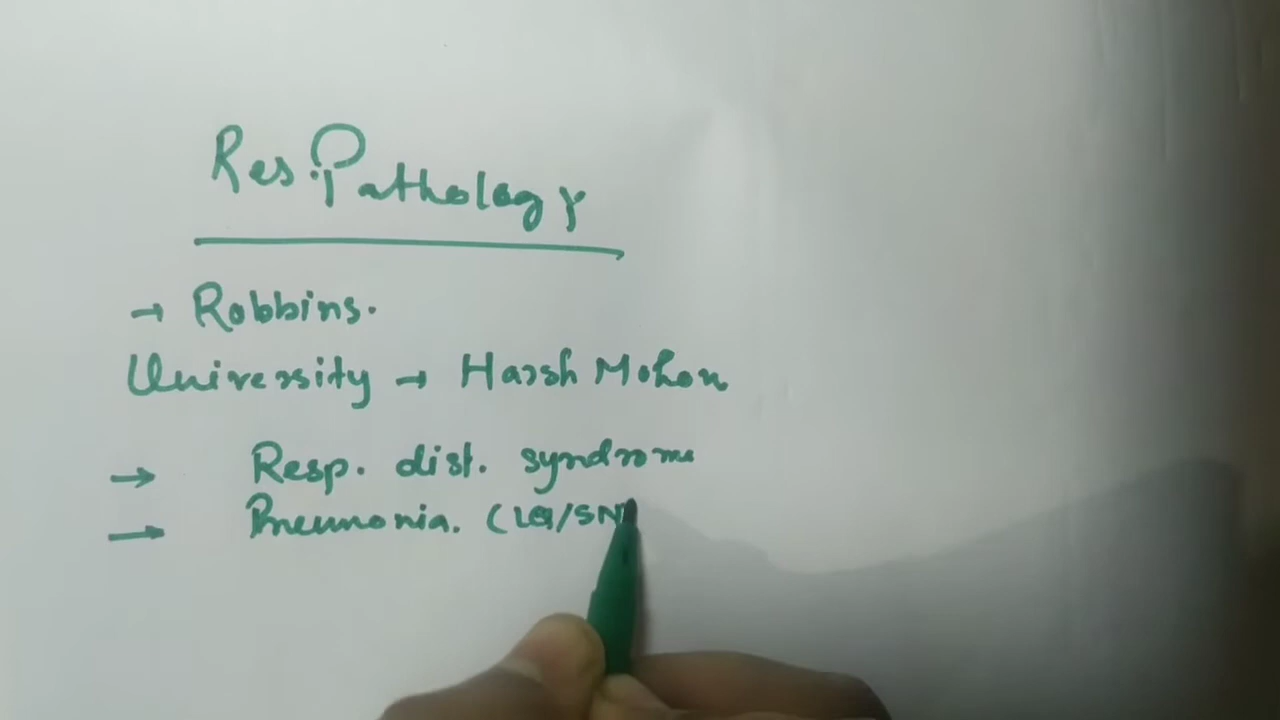 Res. Pathology
→ Robbins.
University → Harsh Mohan
→ Resp. dist. syndrome
→ Pneumonia. (LQ/SN